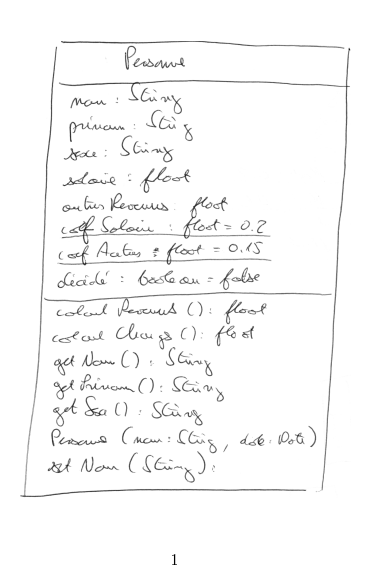 Personne
nom : String
prénom : String
sexe : String
salaire : float
autres Revenus : float
coef Salaire : float = 0.2
coef Autres : float = 0.15
décédé : boolean = false
calcul Revenus () : float
calcul Charges () : float
get Nom () : String
get Prénom () : String
get Sexe () : String
Personne (nom : String, date : Date)
set Nom (String) :
1